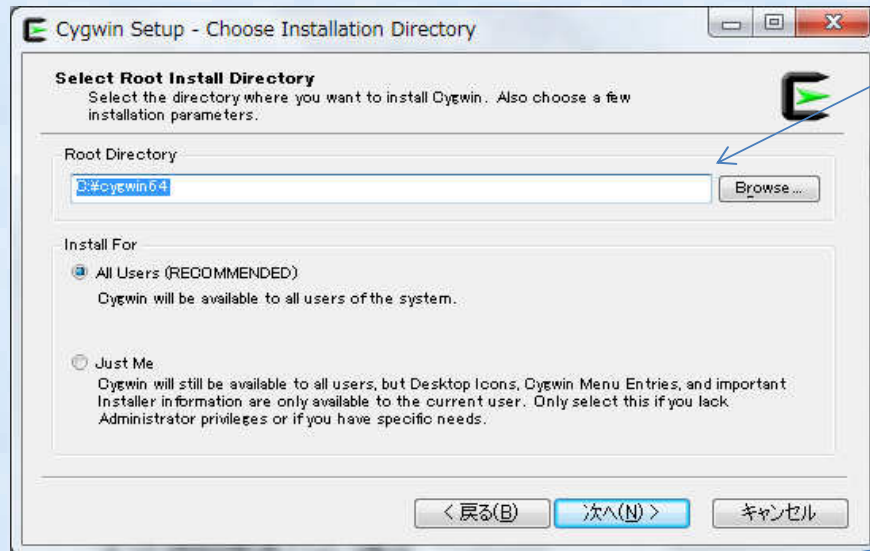 Cygwin Setup - Choose Installation Directory
Select Root Install Directory
Select the directory where you want to install Cygwin. Also choose a few
installation parameters.
Root Directory
C:¥cygwin64
Browse...
Install For
All Users (RECOMMENDED)
Cygwin will be available to all users of the system.
Just Me
Cygwin will still be available to all users, but Desktop Icons, Cygwin Menu Entries, and important
Installer information are only available to the current user. Only select this if you lack
Administrator privileges or if you have specific needs.
< 戻る(B)
次へ(N) >
キャンセル